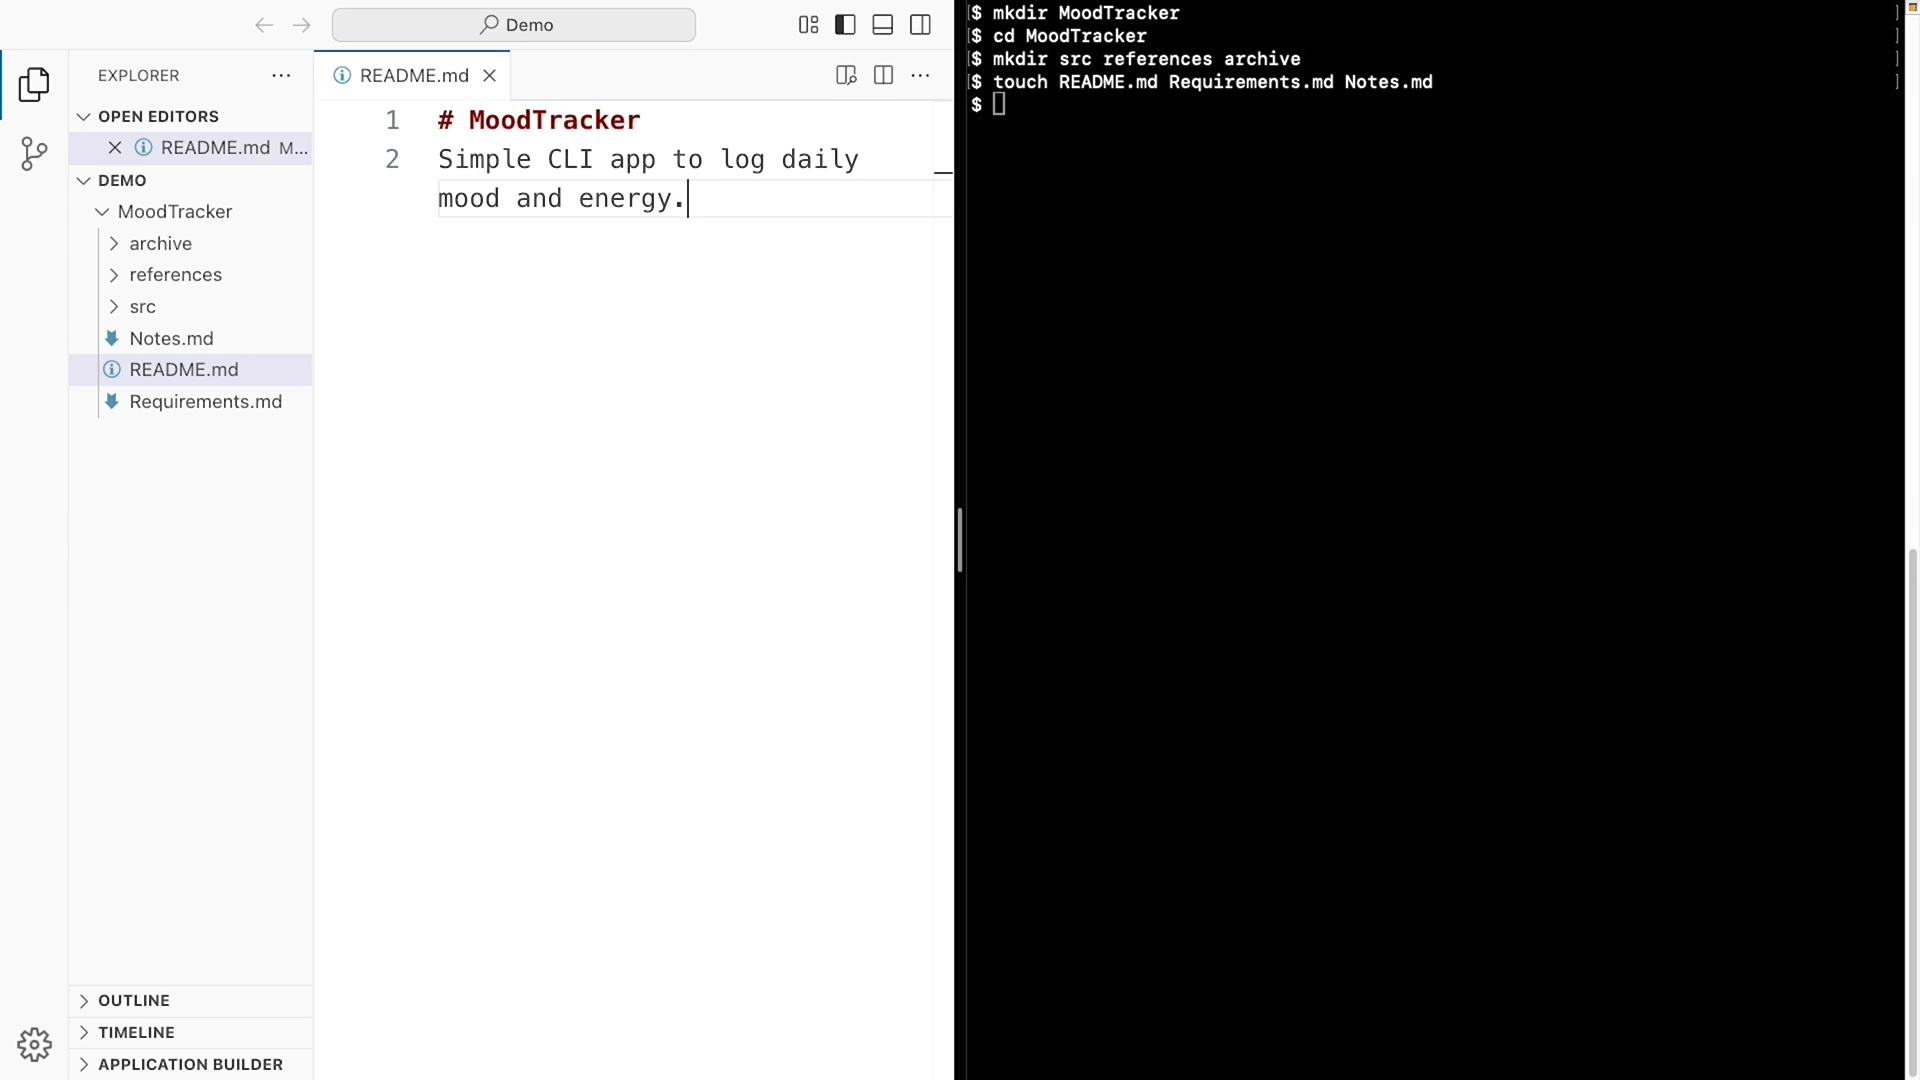 Demo
EXPLORER
OPEN EDITORS
README.md M...
DEMO
MoodTracker
archive
references
src
Notes.md
README.md
Requirements.md
OUTLINE
TIMELINE
APPLICATION BUILDER
README.md
1 # MoodTracker
2 Simple CLI app to log daily
mood and energy.
[$ mkdir MoodTracker ]
[$ cd MoodTracker ]
[$ mkdir src references archive ]
[$ touch README.md Requirements.md Notes.md ]
$